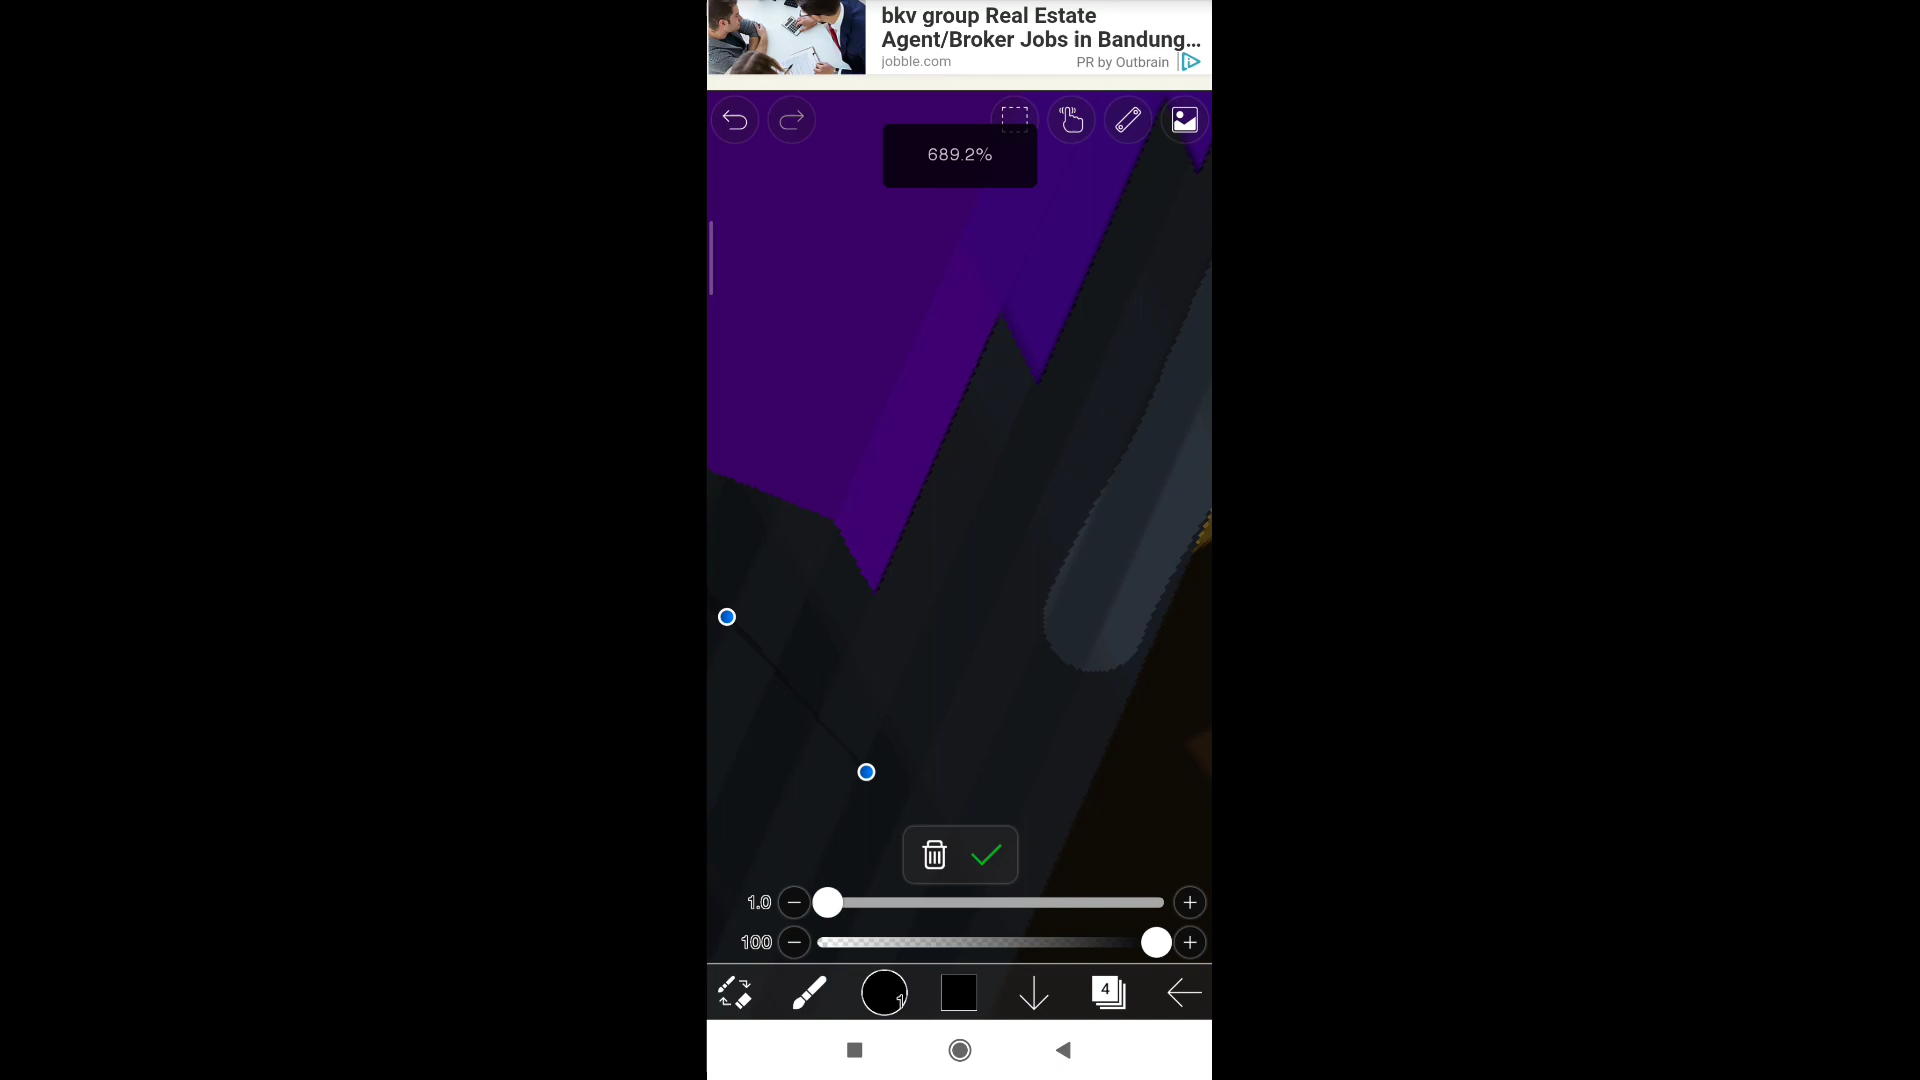 bkv group Real Estate
Agent/Broker Jobs in Bandung...
jobble.com
PR by Outbrain
689.2%
1.0
100
1
4